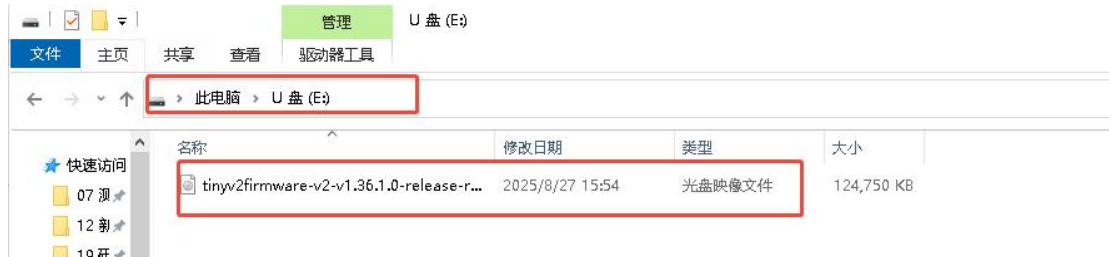 管理 U 盘 (E:)
文件 主页 共享 查看 驱动器工具
此电脑 > U 盘 (E:)
名称 修改日期 类型 大小
快速访问
tinyv2firmware-v2-v1.36.1.0-release-r... 2025/8/27 15:54 光盘映像文件 124,750 KB
07 测
12 新